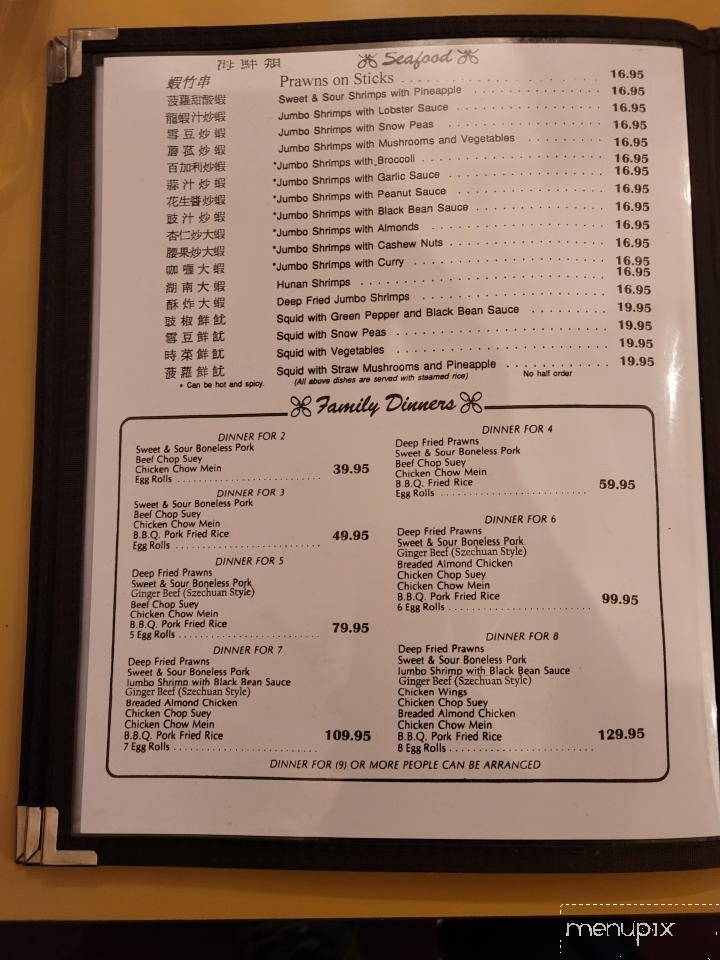 海鮮類 Seafood
蝦竹串 Prawns on Sticks 16.95
菠蘿甜酸蝦 Sweet & Sour Shrimps with Pineapple 16.95
龍蝦汁炒蝦 Jumbo Shrimps with Lobster Sauce 16.95
雪豆炒蝦 Jumbo Shrimps with Snow Peas 16.95
蘑菰炒蝦 Jumbo Shrimps with Mushrooms and Vegetables 16.95
百加利炒蝦 *Jumbo Shrimps with Broccoli 16.95
蒜汁炒蝦 *Jumbo Shrimps with Garlic Sauce 16.95
花生醬炒蝦 *Jumbo Shrimps with Peanut Sauce 16.95
豉汁炒蝦 *Jumbo Shrimps with Black Bean Sauce 16.95
杏仁炒大蝦 *Jumbo Shrimps with Almonds 16.95
腰果炒大蝦 *Jumbo Shrimps with Cashew Nuts 16.95
咖喱大蝦 *Jumbo Shrimps with Curry 16.95
湖南大蝦 Hunan Shrimps 16.95
酥炸大蝦 Deep Fried Jumbo Shrimps 16.95
豉椒鮮魷 Squid with Green Pepper and Black Bean Sauce 19.95
雪豆鮮魷 Squid with Snow Peas 19.95
時菜鮮魷 Squid with Vegetables 19.95
菠蘿鮮魷 Squid with Straw Mushrooms and Pineapple 19.95
* Can be hot and spicy. (All above dishes are served with steamed rice) No half order
Family Dinners
DINNER FOR 2
Sweet & Sour Boneless Pork
Beef Chop Suey
Chicken Chow Mein 39.95
Egg Rolls
DINNER FOR 3
Sweet & Sour Boneless Pork
Beef Chop Suey
Chicken Chow Mein
B.B.Q. Pork Fried Rice 49.95
Egg Rolls
DINNER FOR 5
Deep Fried Prawns
Sweet & Sour Boneless Pork
Ginger Beef (Szechuan Style)
Beef Chop Suey
Chicken Chow Mein
B.B.Q. Pork Fried Rice
5 Egg Rolls 79.95
DINNER FOR 7
Deep Fried Prawns
Sweet & Sour Boneless Pork
Jumbo Shrimp with Black Bean Sauce
Ginger Beef (Szechuan Style)
Breaded Almond Chicken
Chicken Chop Suey
Chicken Chow Mein
B.B.Q. Pork Fried Rice 109.95
7 Egg Rolls
DINNER FOR 4
Deep Fried Prawns
Sweet & Sour Boneless Pork
Beef Chop Suey
Chicken Chow Mein
B.B.Q. Fried Rice 59.95
Egg Rolls
DINNER FOR 6
Deep Fried Prawns
Sweet & Sour Boneless Pork
Ginger Beef (Szechuan Style)
Breaded Almond Chicken
Chicken Chop Suey
Chicken Chow Mein
B.B.Q. Pork Fried Rice 99.95
6 Egg Rolls
DINNER FOR 8
Deep Fried Prawns
Sweet & Sour Boneless Pork
Jumbo Shrimp with Black Bean Sauce
Ginger Beef (Szechuan Style)
Chicken Wings
Chicken Chop Suey
Breaded Almond Chicken
Chicken Chow Mein
B.B.Q. Pork Fried Rice 129.95
8 Egg Rolls
DINNER FOR (9) OR MORE PEOPLE CAN BE ARRANGED
menupix